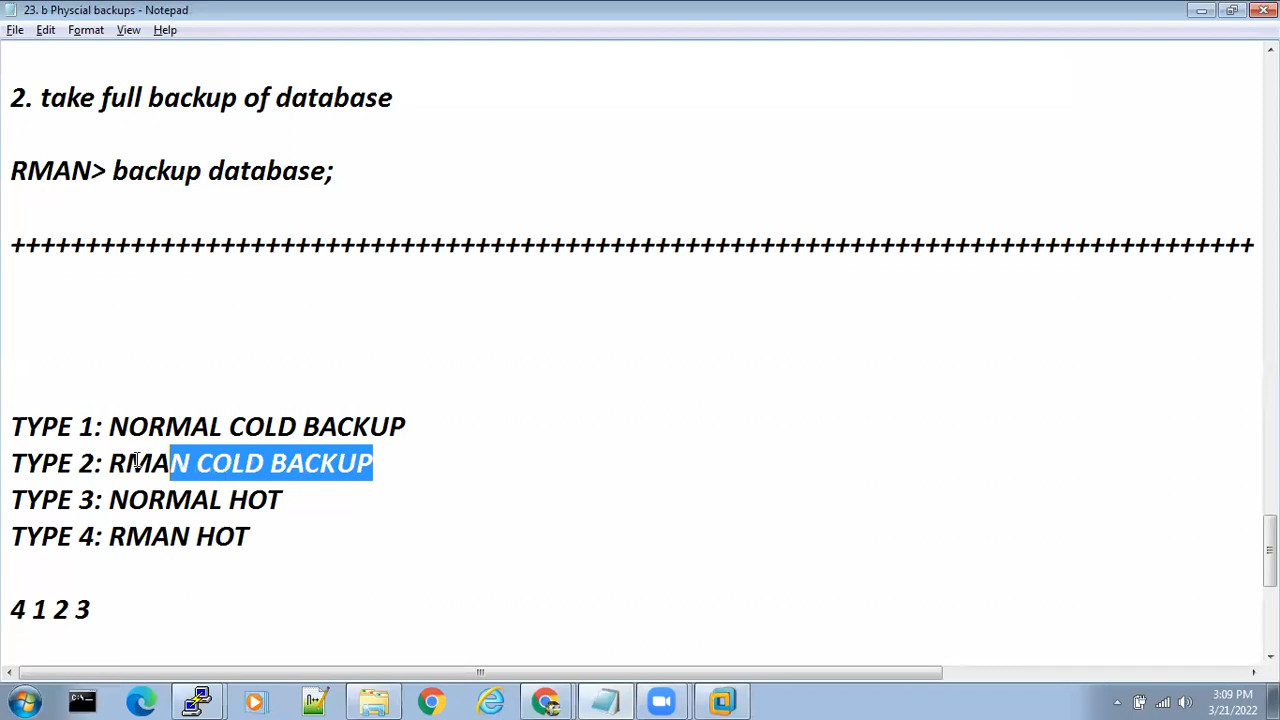 23. b Physcial backups - Notepad
File Edit Format View Help
2. take full backup of database
RMAN> backup database;
+++++++++++++++++++++++++++++++++++++++++++++++++++++++++++++++++++++++++++++++++++
TYPE 1: NORMAL COLD BACKUP
TYPE 2: RMAN COLD BACKUP
TYPE 3: NORMAL HOT
TYPE 4: RMAN HOT
4 1 2 3
3:09 PM
3/21/2022